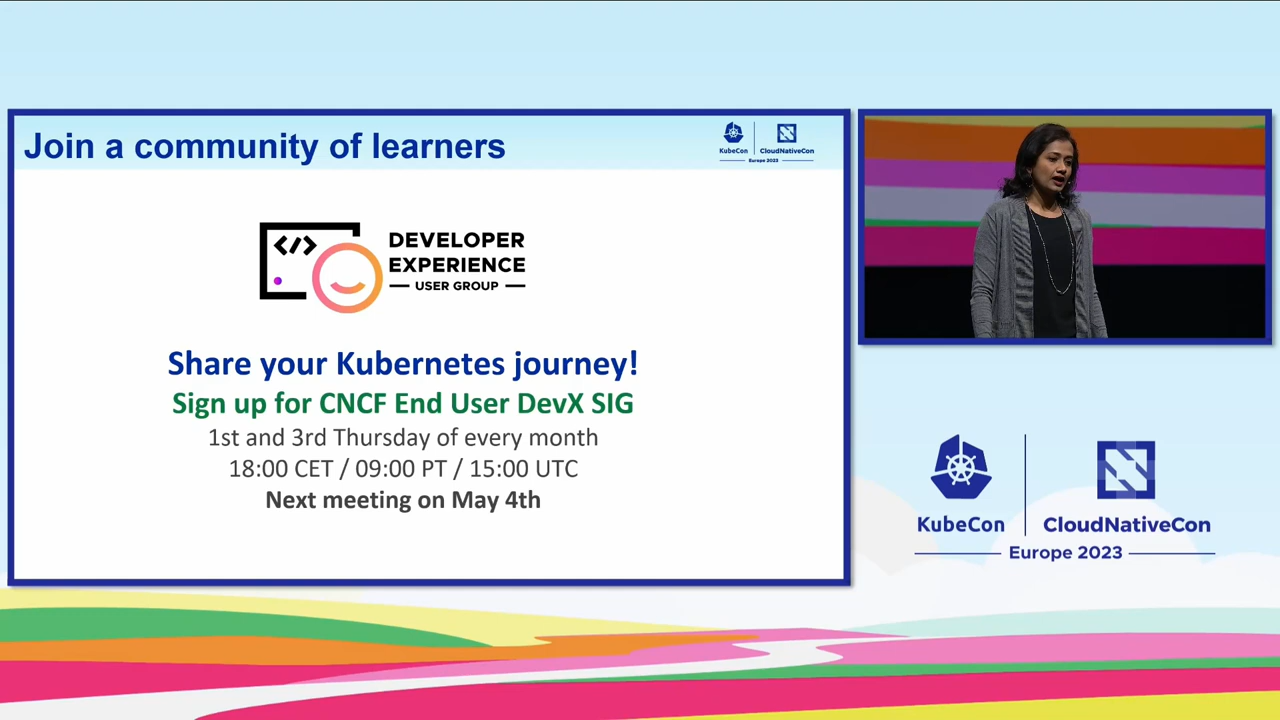 Join a community of learners
KubeCon
CloudNativeCon
Europe 2023
</>
DEVELOPER
EXPERIENCE
USER GROUP
Share your Kubernetes journey!
Sign up for CNCF End User DevX SIG
1st and 3rd Thursday of every month
18:00 CET / 09:00 PT / 15:00 UTC
Next meeting on May 4th
KubeCon
CloudNativeCon
Europe 2023